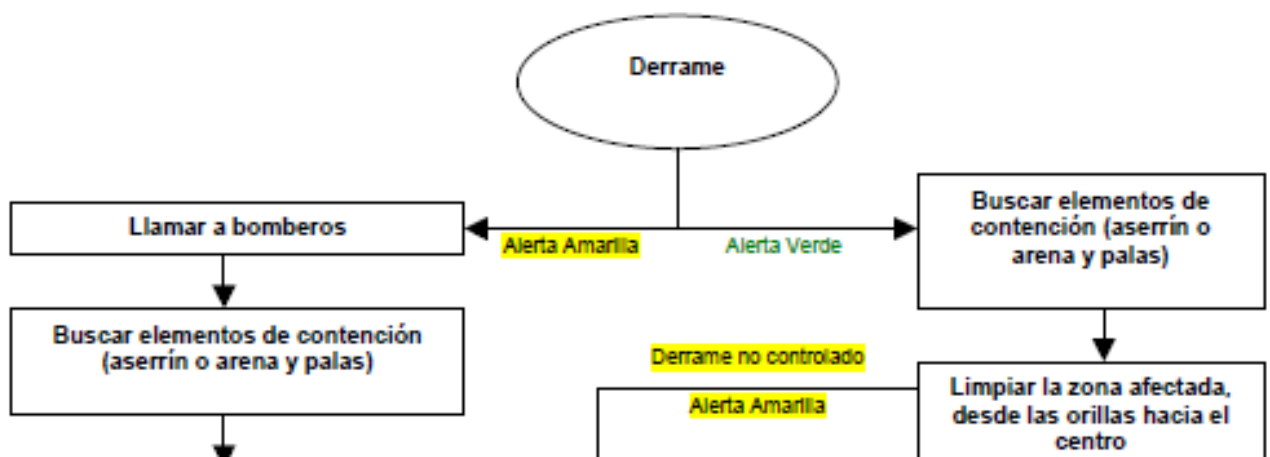 Derrame
Llamar a bomberos
Alerta Amarilla
Alerta Verde
Buscar elementos de
contención (aserrín o
arena y palas)
Buscar elementos de contención
(aserrín o arena y palas)
Derrame no controlado
Alerta Amarilla
Limpiar la zona afectada,
desde las orillas hacia el
centro